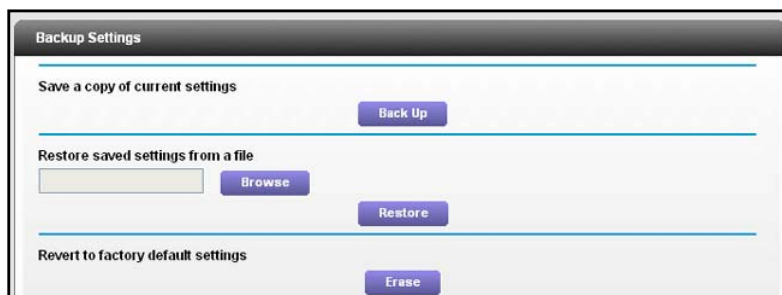 Backup Settings
Save a copy of current settings
Back Up
Restore saved settings from a file
Browse
Restore
Revert to factory default settings
Erase